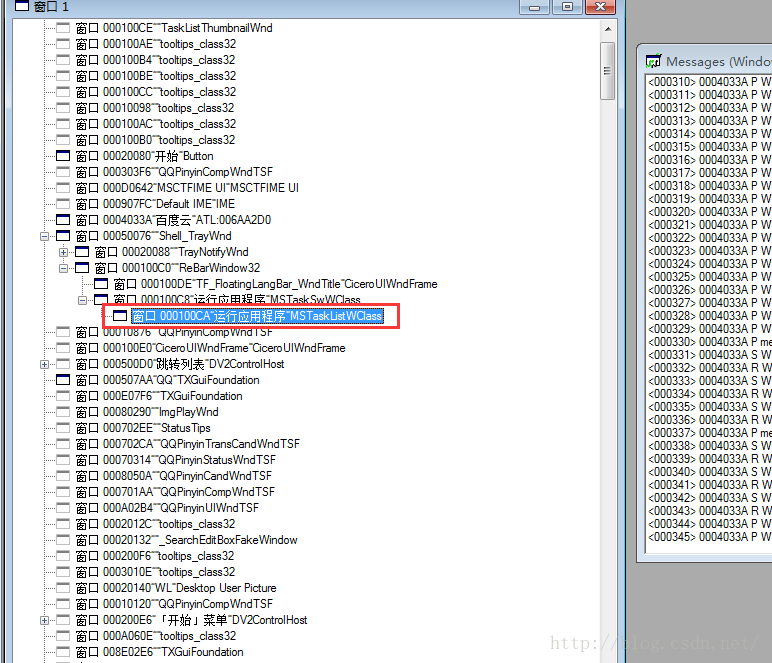 窗口 1
窗口 000100CE""TaskListThumbnailWnd
窗口 000100AE""tooltips_class32
窗口 000100B4""tooltips_class32
窗口 000100BE""tooltips_class32
窗口 000100CC""tooltips_class32
窗口 00010098""tooltips_class32
窗口 000100AC""tooltips_class32
窗口 000100B0""tooltips_class32
窗口 00020080"开始"Button
窗口 000303F6""QQPinyinCompWndTSF
窗口 000D0642"MSCTFIME UI"MSCTFIME UI
窗口 000907FC"Default IME"IME
窗口 0004033A"百度云"ATL:006AA2D0
窗口 00050076""Shell_TrayWnd
窗口 00020088""TrayNotifyWnd
窗口 000100C0""ReBarWindow32
窗口 000100DE"TF_FloatingLangBar_WndTitle"CiceroUIWndFrame
窗口 000100C8"运行应用程序"MSTaskSwWClass
窗口 000100CA"运行应用程序"MSTaskListWClass
窗口 00010876""QQPinyinCompWndTSF
窗口 000100E0"CiceroUIWndFrame"CiceroUIWndFrame
窗口 000500D0"跳转列表"DV2ControlHost
窗口 000507AA"QQ"TXGuiFoundation
窗口 000E07F6""TXGuiFoundation
窗口 00080290""ImgPlayWnd
窗口 000702EE""StatusTips
窗口 000702CA""QQPinyinTransCandWndTSF
窗口 00070314""QQPinyinStatusWndTSF
窗口 0008050A""QQPinyinCandWndTSF
窗口 000701AA""QQPinyinCompWndTSF
窗口 000A02B4""QQPinyinUIWndTSF
窗口 0002012C""tooltips_class32
窗口 00020132""_SearchEditBoxFakeWindow
窗口 000200F6""tooltips_class32
窗口 0003010E""tooltips_class32
窗口 00020140"WL"Desktop User Picture
窗口 00010120""QQPinyinCompWndTSF
窗口 000200E6"「开始」菜单"DV2ControlHost
窗口 000A060E""tooltips_class32
窗口 008E02E6""TXGuiFoundation
Messages (Windo
<000310> 0004033A P W
<000311> 0004033A P W
<000312> 0004033A P W
<000313> 0004033A P W
<000314> 0004033A P W
<000315> 0004033A P W
<000316> 0004033A P W
<000317> 0004033A P W
<000318> 0004033A P W
<000319> 0004033A P W
<000320> 0004033A P W
<000321> 0004033A P W
<000322> 0004033A P W
<000323> 0004033A P W
<000324> 0004033A P W
<000325> 0004033A P W
<000326> 0004033A P W
<000327> 0004033A P W
<000328> 0004033A P W
<000329> 0004033A P W
<000330> 0004033A P me
<000331> 0004033A S W
<000332> 0004033A R W
<000333> 0004033A S W
<000334> 0004033A R W
<000335> 0004033A S W
<000336> 0004033A R W
<000337> 0004033A P me
<000338> 0004033A S W
<000339> 0004033A R W
<000340> 0004033A S W
<000341> 0004033A R W
<000342> 0004033A S W
<000343> 0004033A R W
<000344> 0004033A P W
<000345> 0004033A P W
http://blog.csdn.net/